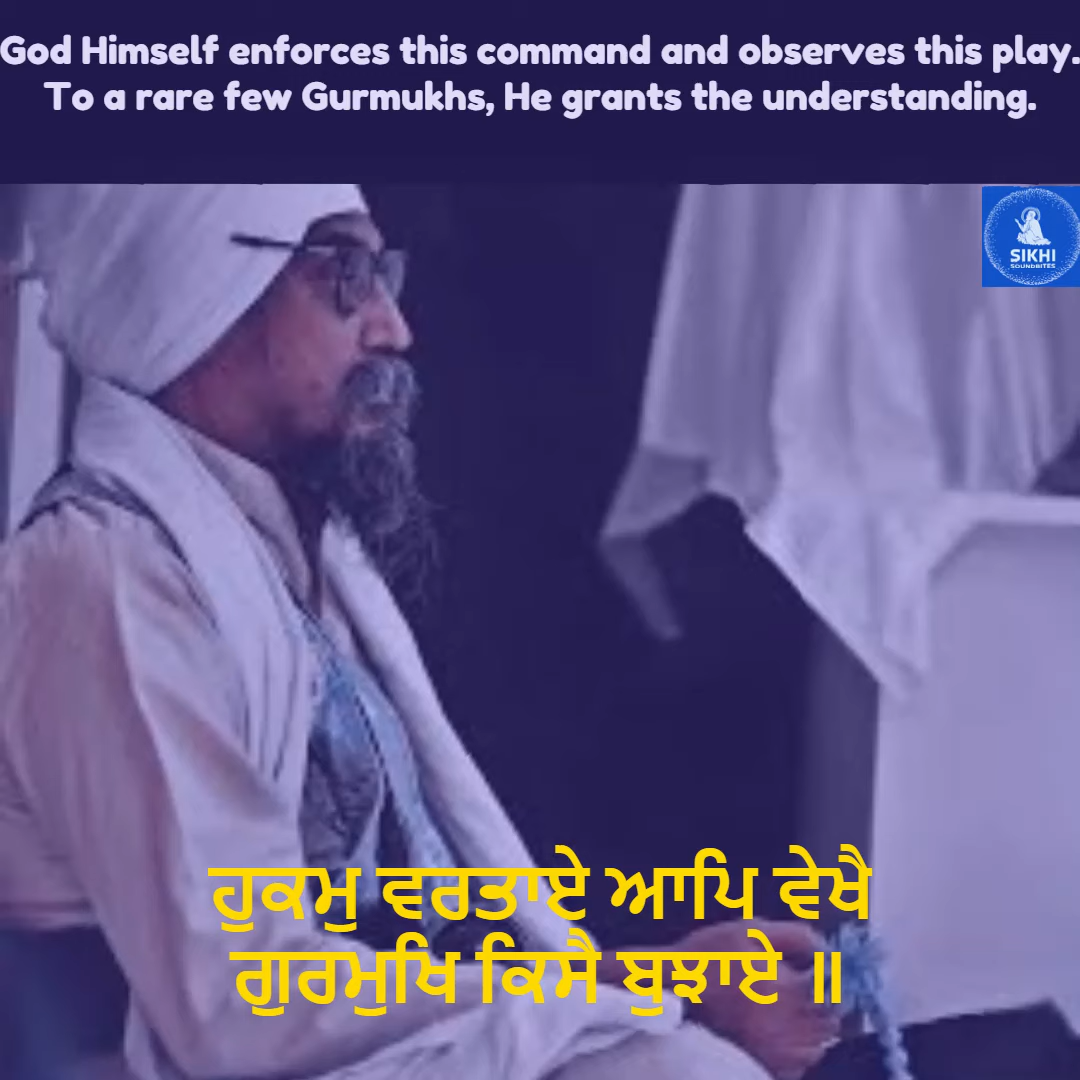 God Himself enforces this command and observes this play.
To a rare few Gurmukhs, He grants the understanding.
SIKHI
SOUNDBITES
ਹੁਕਮੁ ਵਰਤਾਏ ਆਪਿ ਵੇਖੈ
ਗੁਰਮੁਖਿ ਕਿਸੈ ਬੁਝਾਏ ॥